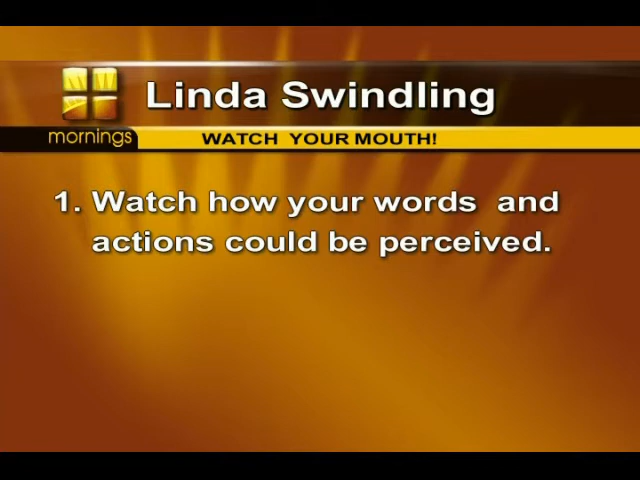 Linda Swindling
mornings
WATCH YOUR MOUTH!
1. Watch how your words and
actions could be perceived.